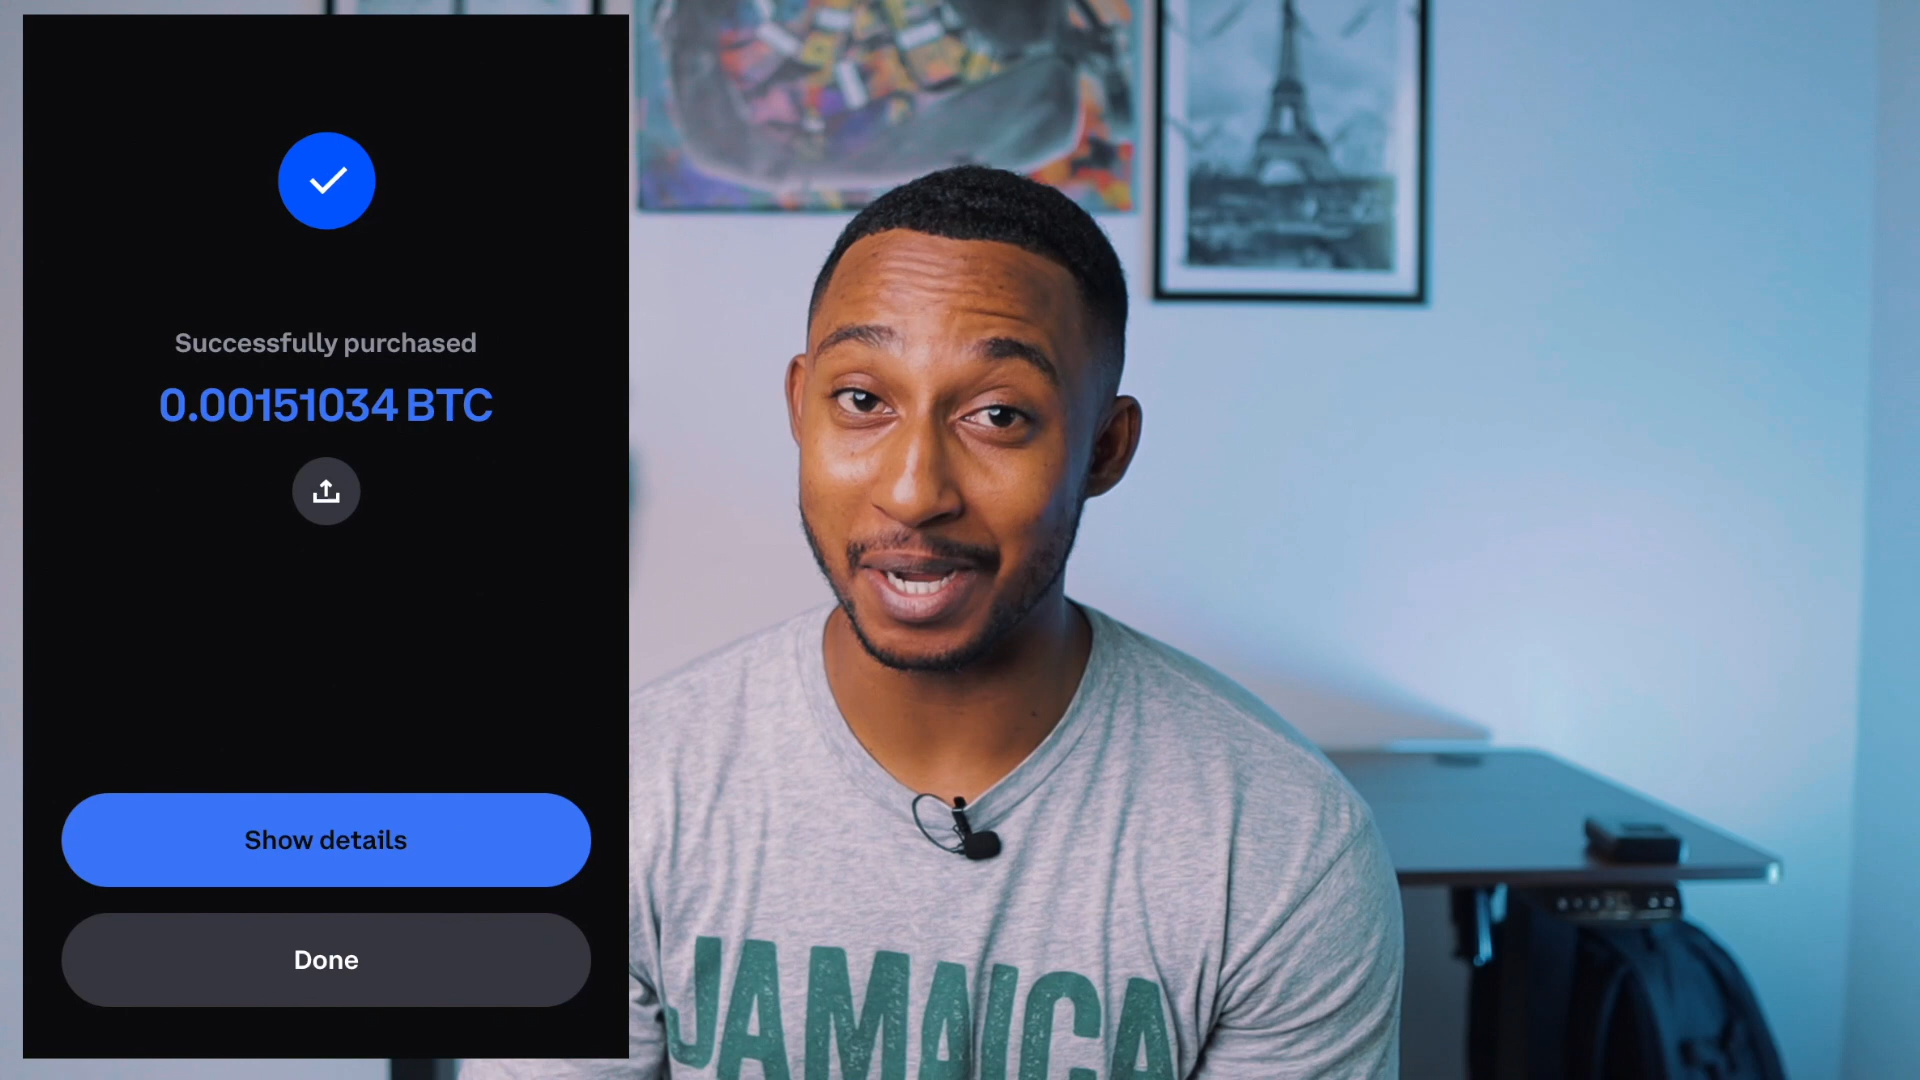 Successfully purchased
0.00151034 BTC
Show details
Done
JAMAICA